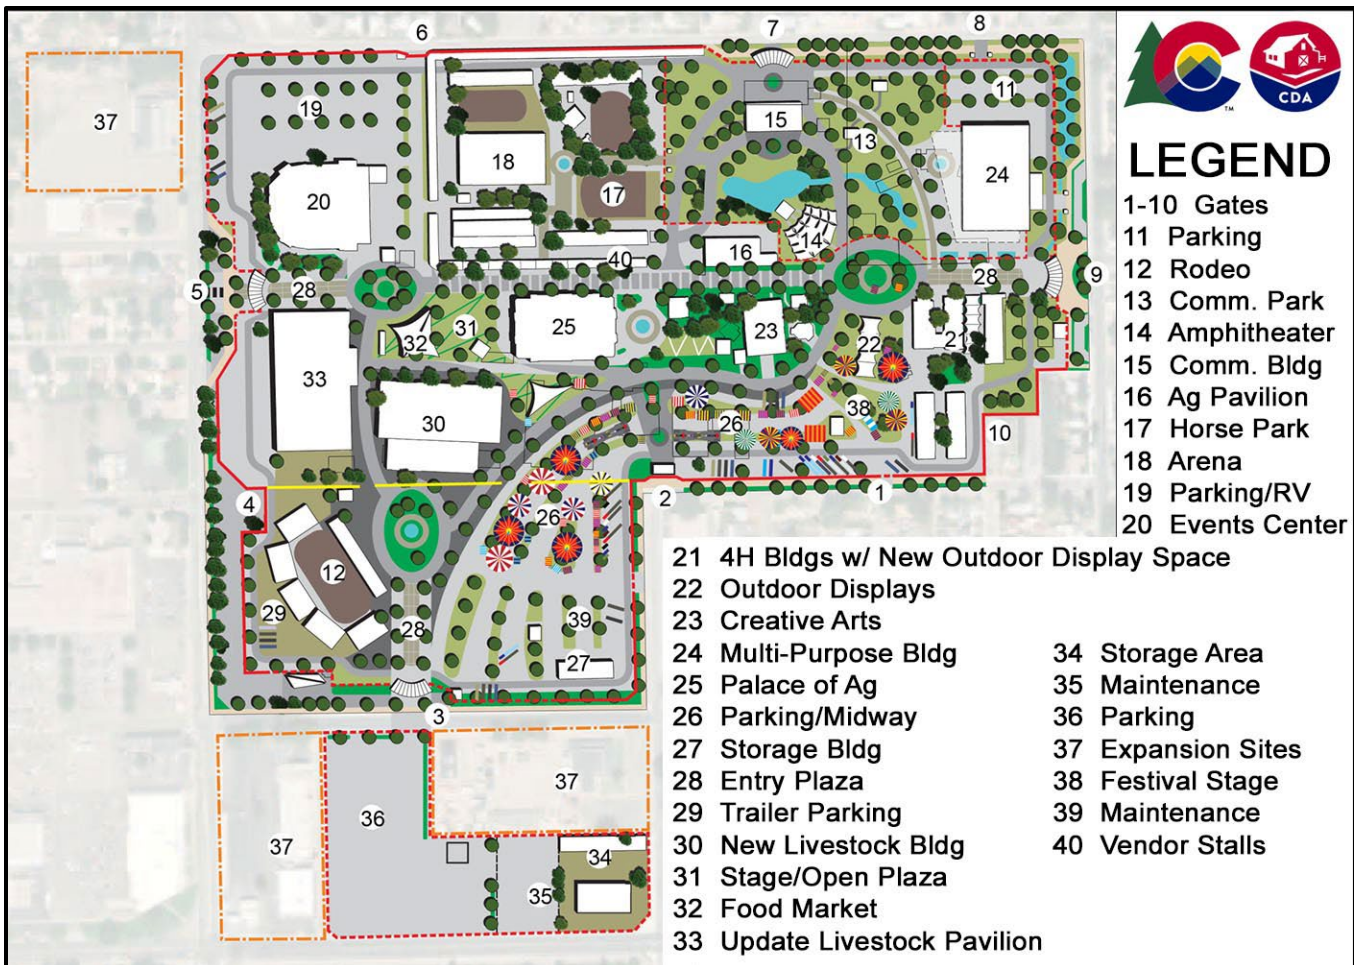 6
7
8
37
19
11
15
13
18
24
20
17
14
40
16
5
28
28
9
31
25
23
32
22
21
33
38
30
26
10
4
2
1
26
12
29
28
39
27
3
37
36
37
34
35
TM
CDA
LEGEND
1-10 Gates
11 Parking
12 Rodeo
13 Comm. Park
14 Amphitheater
15 Comm. Bldg
16 Ag Pavilion
17 Horse Park
18 Arena
19 Parking/RV
20 Events Center
21 4H Bldgs w/ New Outdoor Display Space
22 Outdoor Displays
23 Creative Arts
24 Multi-Purpose Bldg
25 Palace of Ag
26 Parking/Midway
27 Storage Bldg
28 Entry Plaza
29 Trailer Parking
30 New Livestock Bldg
31 Stage/Open Plaza
32 Food Market
33 Update Livestock Pavilion
34 Storage Area
35 Maintenance
36 Parking
37 Expansion Sites
38 Festival Stage
39 Maintenance
40 Vendor Stalls